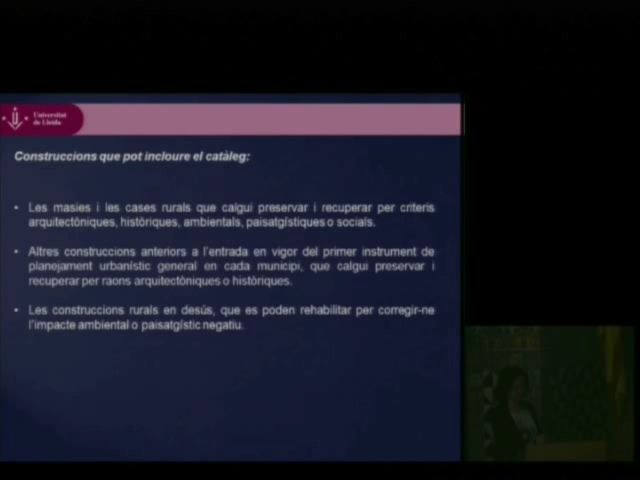 Universitat
de Lleida
Construccions que pot incloure el catàleg:
• Les masies i les cases rurals que calgui preservar i recuperar per criteris
arquitectòniques, històriques, ambientals, paisatgístiques o socials.
• Altres construccions anteriors a l'entrada en vigor del primer instrument de
planejament urbanístic general en cada municipi, que calgui preservar i
recuperar per raons arquitectòniques o històriques.
• Les construccions rurals en desús, que es poden rehabilitar per corregir-ne
l'impacte ambiental o paisatgístic negatiu.